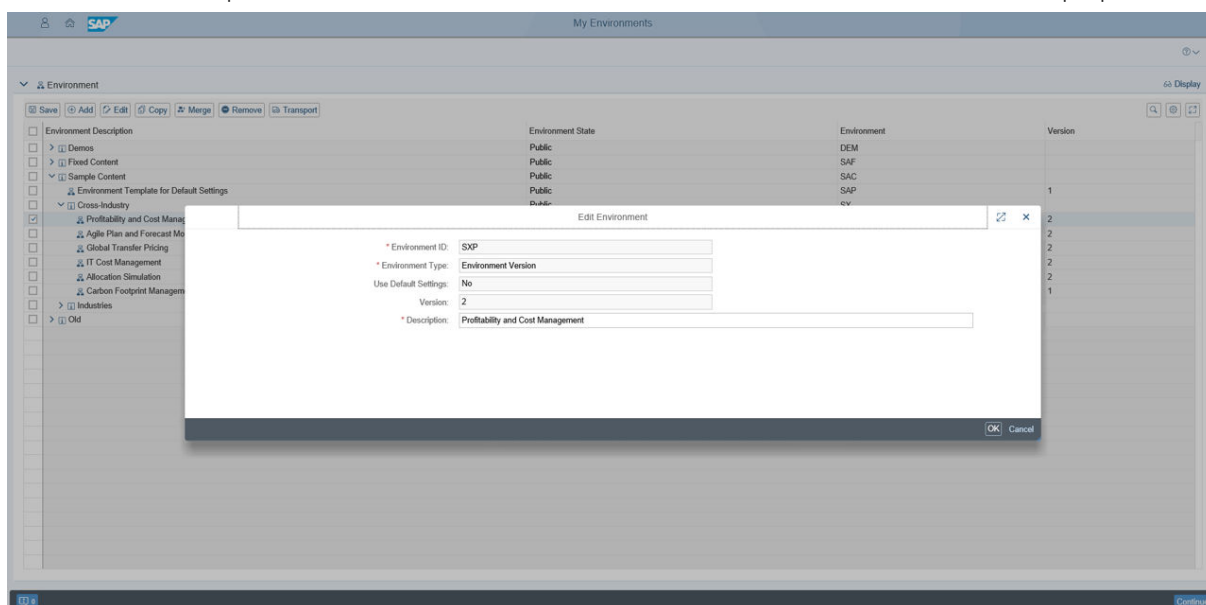 SAP
My Environments
Environment
Display
Save Add Edit Copy Merge Remove Transport
Environment Description Environment State Environment Version
Demos Public DEM
Fixed Content Public SAF
Sample Content Public SAC
Environment Template for Default Settings Public SAP 1
Cross-Industry Public SX
Profitability and Cost Manag 2
Agile Plan and Forecast Mo 2
Global Transfer Pricing 2
IT Cost Management 2
Allocation Simulation 2
Carbon Footprint Managem 1
Industries
Old
Edit Environment
* Environment ID: SXP
* Environment Type: Environment Version
Use Default Settings: No
Version: 2
* Description: Profitability and Cost Management
OK Cancel
Continue